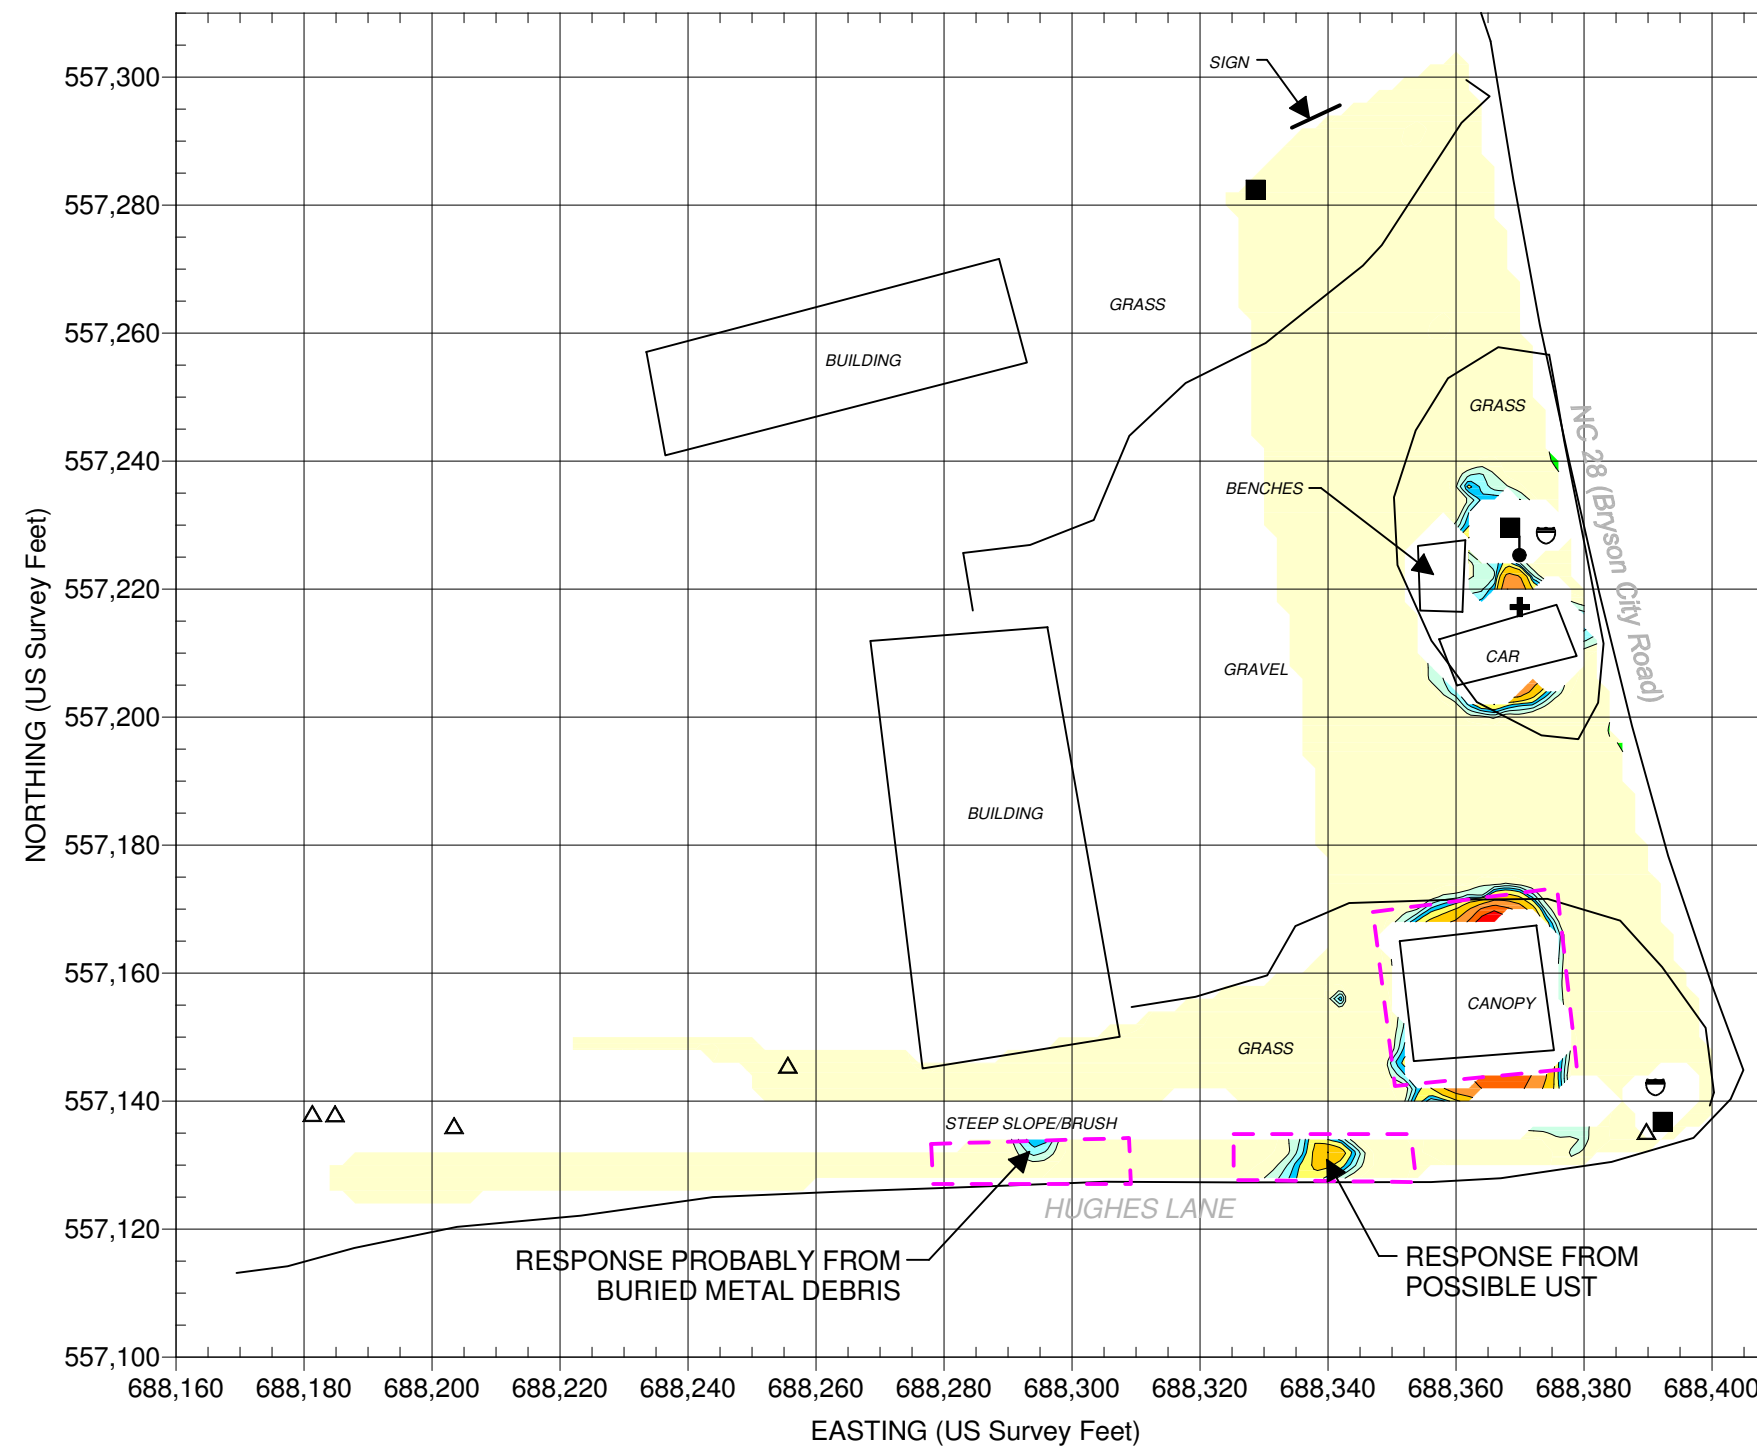 557,300
557,280
557,260
557,240
557,220
557,200
557,180
557,160
557,140
557,120
557,100
NORTHING (US Survey Feet)
SIGN
GRASS
BUILDING
GRASS
NC 28 (Bryson City Road)
BENCHES
CAR
GRAVEL
BUILDING
CANOPY
GRASS
STEEP SLOPE/BRUSH
HUGHES LANE
RESPONSE PROBABLY FROM
BURIED METAL DEBRIS
RESPONSE FROM
POSSIBLE UST
688,160 688,180 688,200 688,220 688,240 688,260 688,280 688,300 688,320 688,340 688,360 688,380 688,400
EASTING (US Survey Feet)